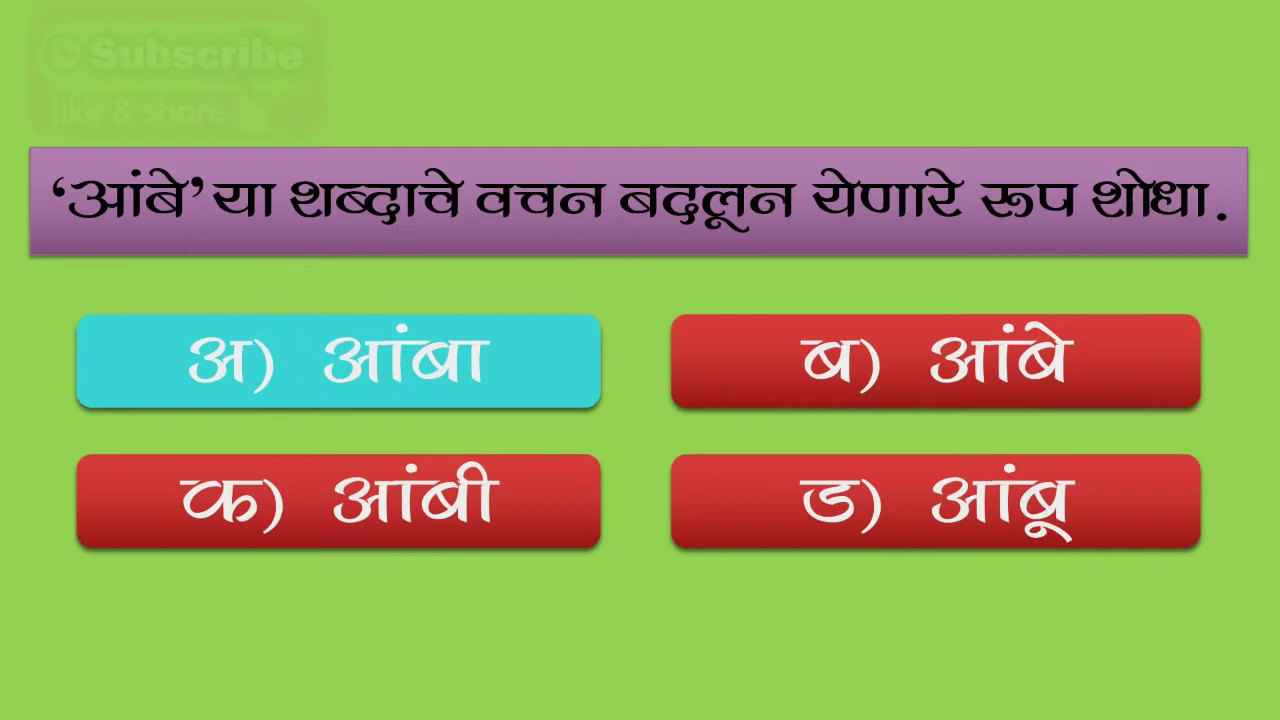 Subscribe
like & share
‘आंबे’ या शब्दाचे वचन बदलून येणारे रूप शोधा.
अ) आंबा
ब) आंबे
क) आंबी
ड) आंबू